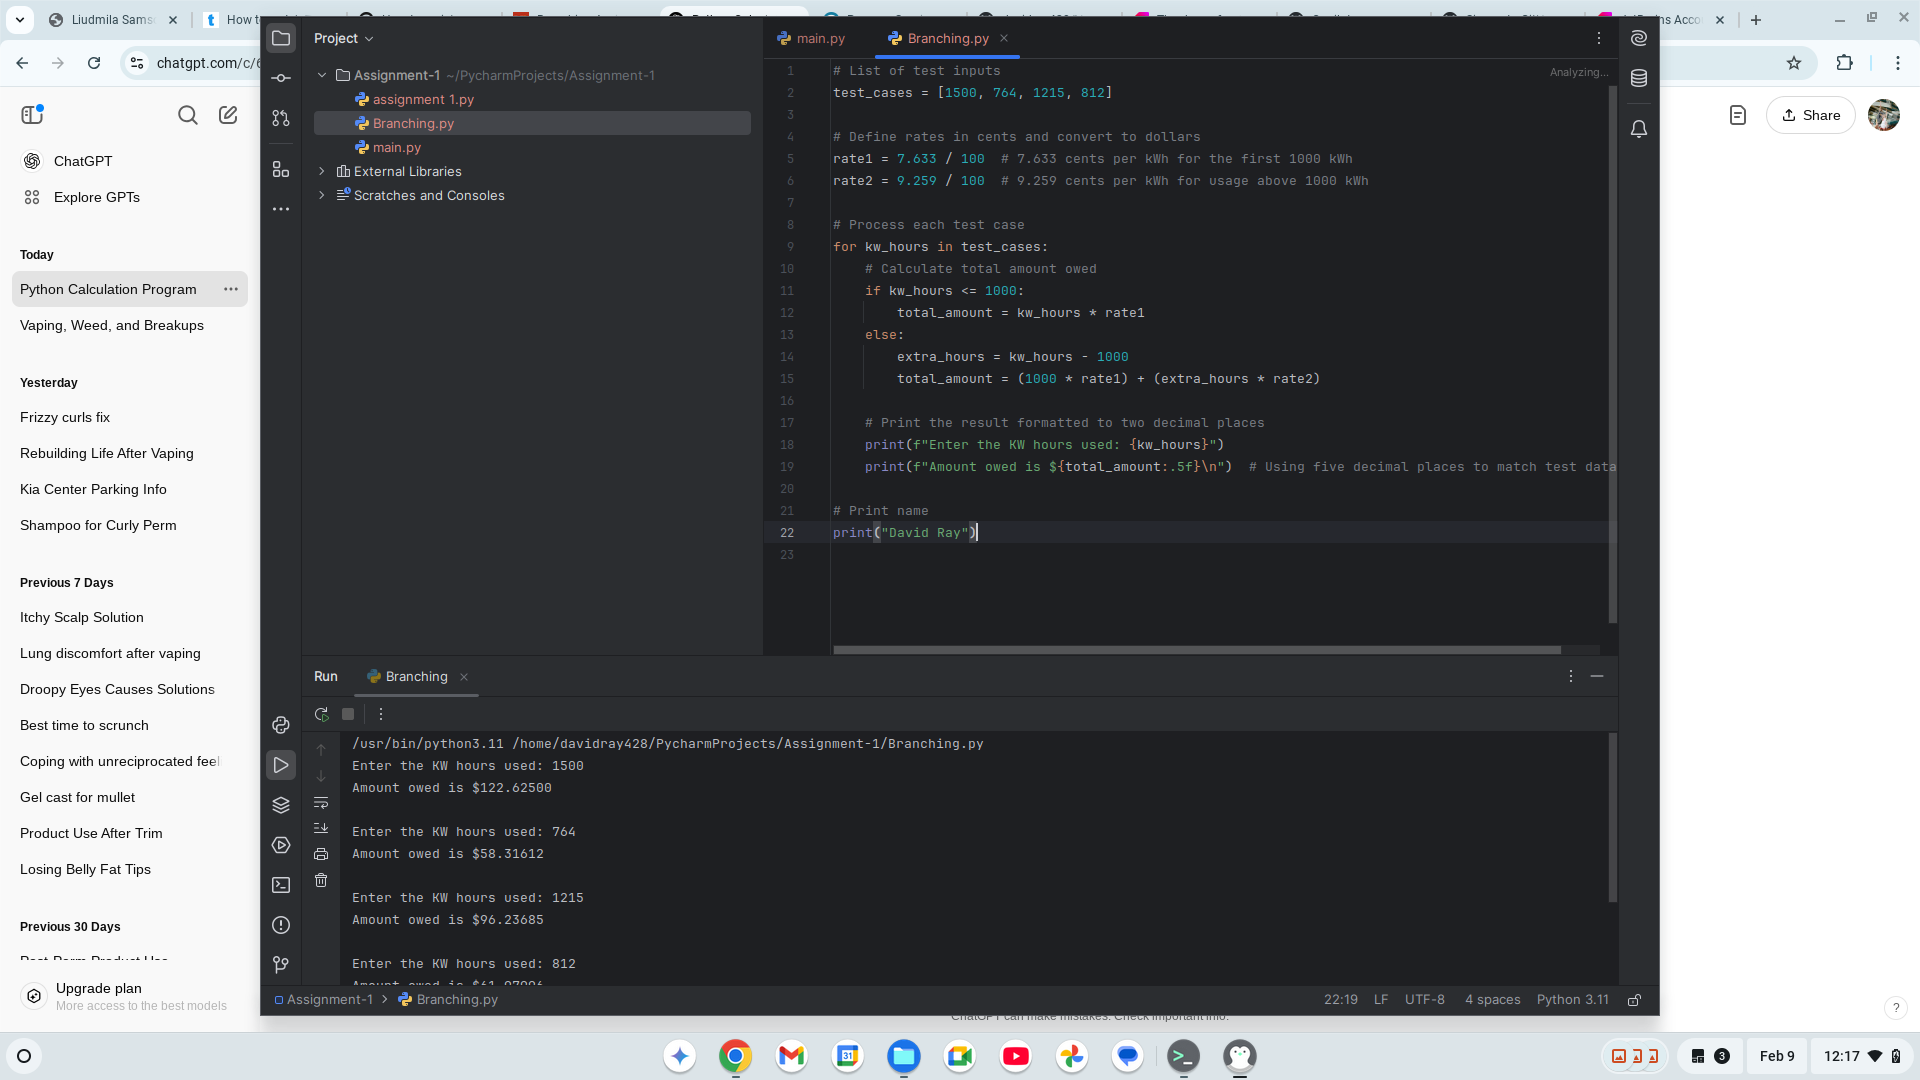 Liudmila Samso
chatgpt.com/c/6
Share
ChatGPT
Explore GPTs
Today
Python Calculation Program
Vaping, Weed, and Breakups
Yesterday
Frizzy curls fix
Rebuilding Life After Vaping
Kia Center Parking Info
Shampoo for Curly Perm
Previous 7 Days
Itchy Scalp Solution
Lung discomfort after vaping
Droopy Eyes Causes Solutions
Best time to scrunch
Coping with unreciprocated feel
Gel cast for mullet
Product Use After Trim
Losing Belly Fat Tips
Previous 30 Days
Upgrade plan
More access to the best models
Project
Assignment-1 ~/PycharmProjects/Assignment-1
assignment 1.py
Branching.py
main.py
External Libraries
Scratches and Consoles
main.py
Branching.py
Analyzing...
1 # List of test inputs
2 test_cases = [1500, 764, 1215, 812]
3
4 # Define rates in cents and convert to dollars
5 rate1 = 7.633 / 100  # 7.633 cents per kWh for the first 1000 kWh
6 rate2 = 9.259 / 100  # 9.259 cents per kWh for usage above 1000 kWh
7
8 # Process each test case
9 for kw_hours in test_cases:
10     # Calculate total amount owed
11     if kw_hours <= 1000:
12         total_amount = kw_hours * rate1
13     else:
14         extra_hours = kw_hours - 1000
15         total_amount = (1000 * rate1) + (extra_hours * rate2)
16
17     # Print the result formatted to two decimal places
18     print(f"Enter the KW hours used: {kw_hours}")
19     print(f"Amount owed is ${total_amount:.5f}\n")  # Using five decimal places to match test data
20
21 # Print name
22 print("David Ray")
23
Run
Branching
/usr/bin/python3.11 /home/davidray428/PycharmProjects/Assignment-1/Branching.py
Enter the KW hours used: 1500
Amount owed is $122.62500
Enter the KW hours used: 764
Amount owed is $58.31612
Enter the KW hours used: 1215
Amount owed is $96.23685
Enter the KW hours used: 812
Assignment-1 > Branching.py
22:19 LF UTF-8 4 spaces Python 3.11
ChatGPT can make mistakes. Check important info.
?
31
3
Feb 9
12:17